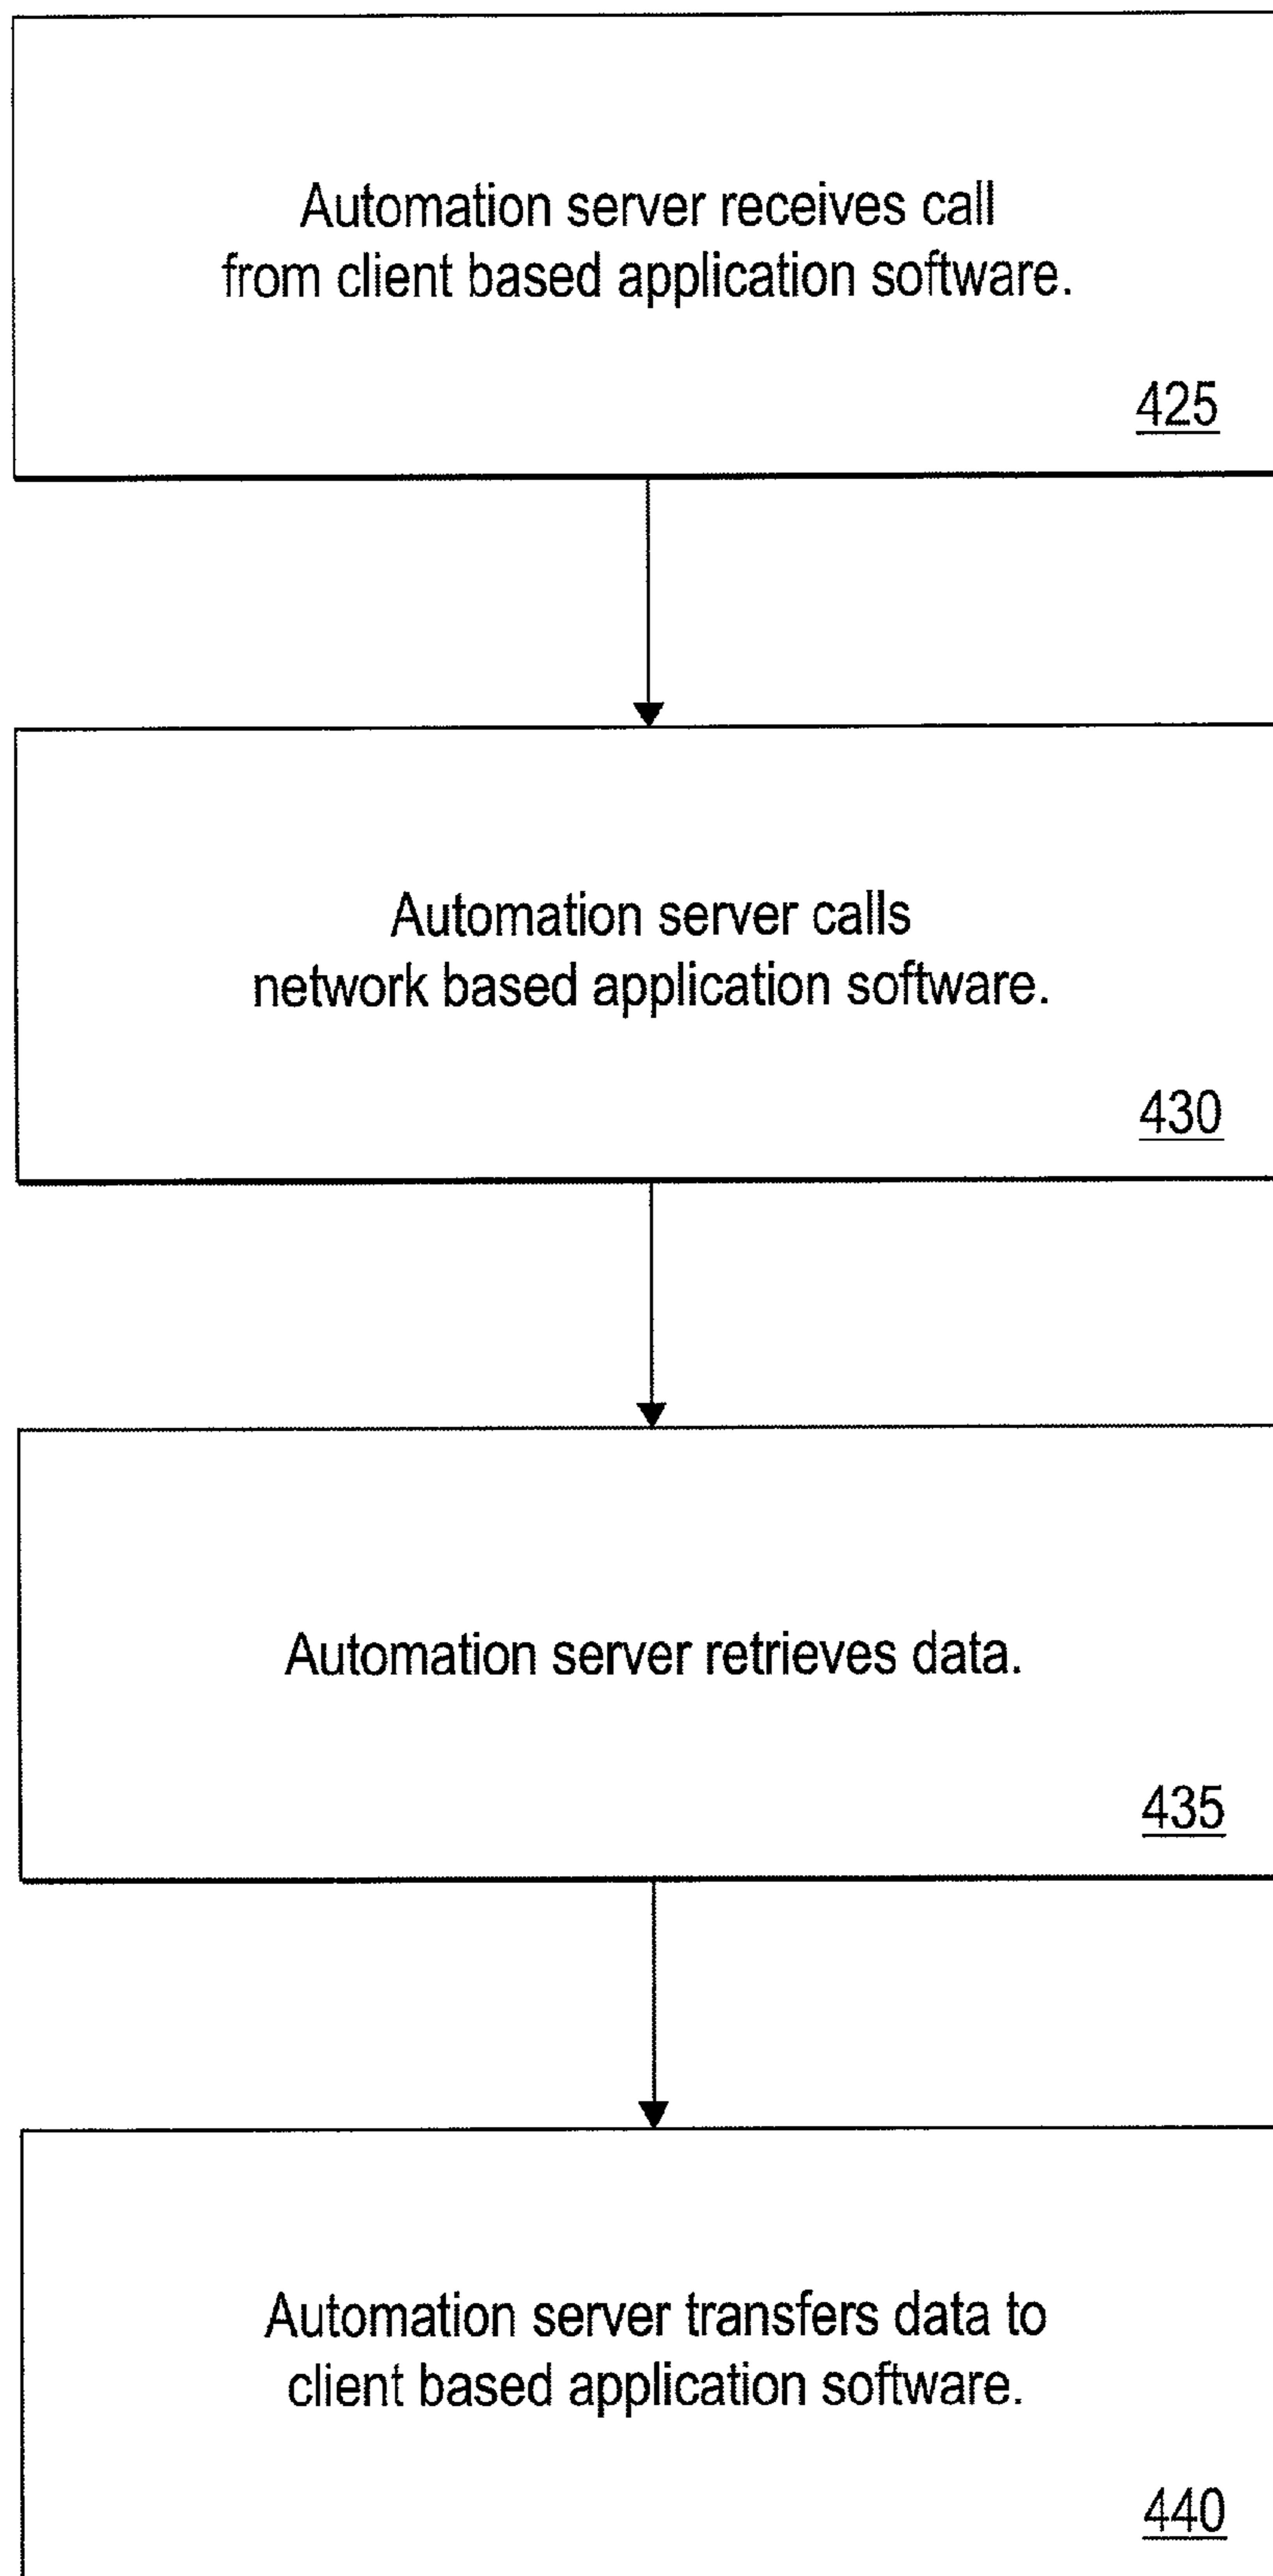 Automation server receives call
from client based application software.
425
Automation server calls
network based application software.
430
Automation server retrieves data.
435
Automation server transfers data to
client based application software.
440